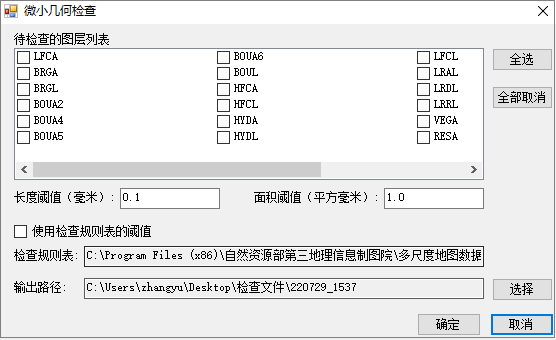 微小几何检查
待检查的图层列表
LFCA BOUA6 LFCL
BRGA BOUL LRAL
BRGL HFCA LRDL
BOUA2 HFCL LRRL
BOUA4 HYDA VEGA
BOUA5 HYDL RESA
全选
全部取消
长度阈值（毫米）: 0.1 面积阈值（平方毫米）: 1.0
使用检查规则表的阈值
检查规则表: C:\Program Files (x86)\自然资源部第三地理信息制图院\多尺度地图数据
输出路径: C:\Users\zhangyu\Desktop\检查文件\220729_1537 选择
确定 取消